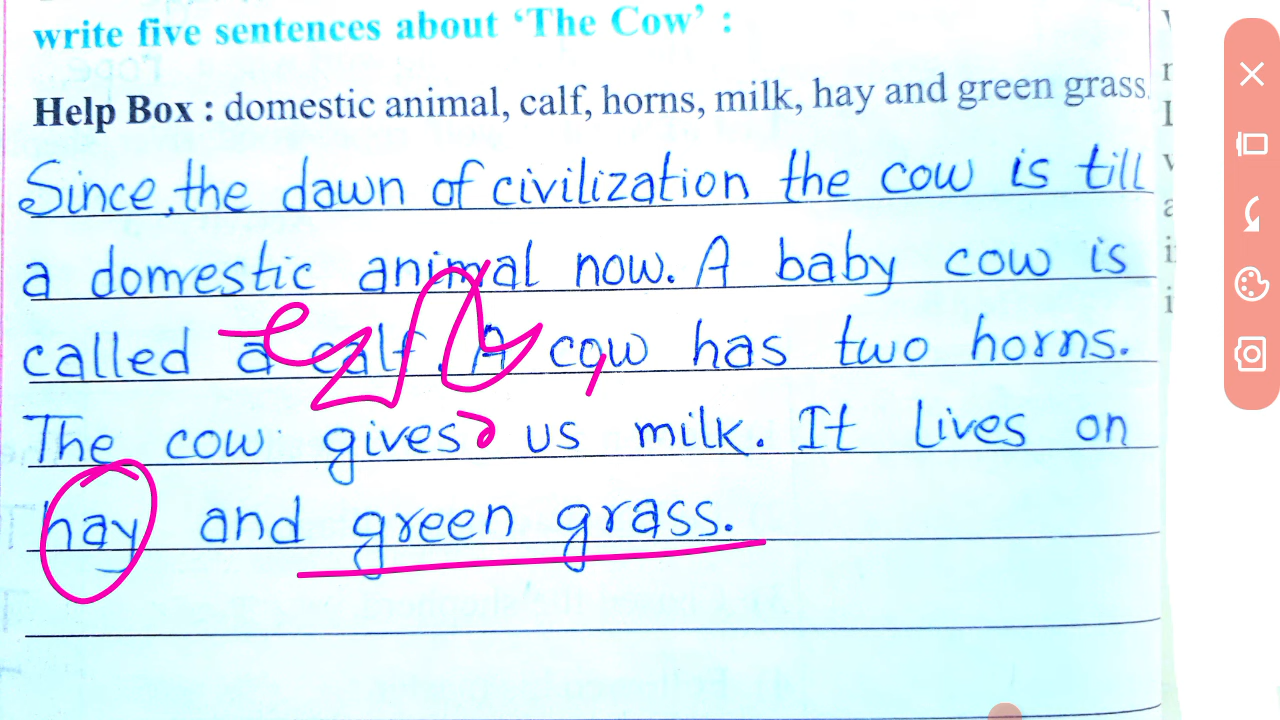 write five sentences about ‘The Cow’ :
Help Box : domestic animal, calf, horns, milk, hay and green grass
Since, the dawn of civilization the cow is till
a domestic animal now. A baby cow is
called a calf. A cow has two horns.
The cow gives us milk. It lives on
hay and green grass.